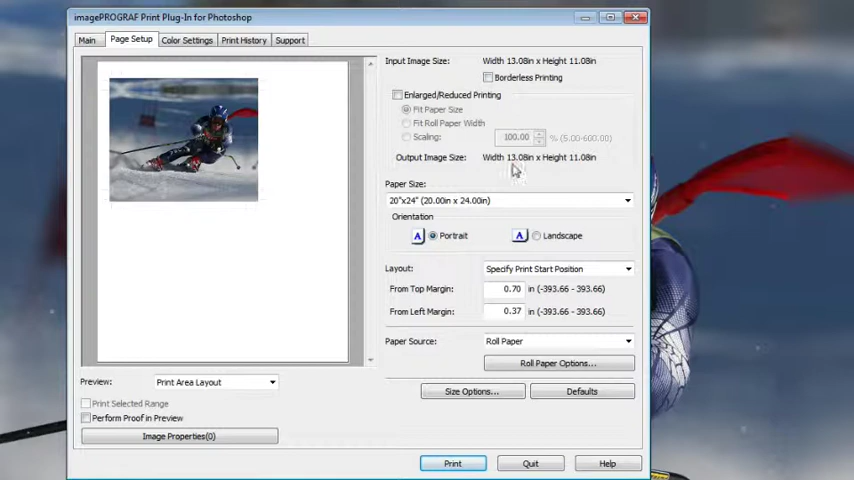 imagePROGRAF Print Plug-In for Photoshop
Main Page Setup Color Settings Print History Support
Input Image Size: Width 13.08in x Height 11.08in
Borderless Printing
Enlarged/Reduced Printing
Fit Paper Size
Fit Roll Paper Width
Scaling: 100.00 % (5.00-600.00)
Output Image Size: Width 13.08in x Height 11.08in
Paper Size:
20"x24" (20.00in x 24.00in)
Orientation
A Portrait A Landscape
Layout: Specify Print Start Position
From Top Margin: 0.70 in (-393.66 - 393.66)
From Left Margin: 0.37 in (-393.66 - 393.66)
Paper Source: Roll Paper
Roll Paper Options...
Preview: Print Area Layout
Size Options... Defaults
Print Selected Range
Perform Proof in Preview
Image Properties(0)
Print Quit Help